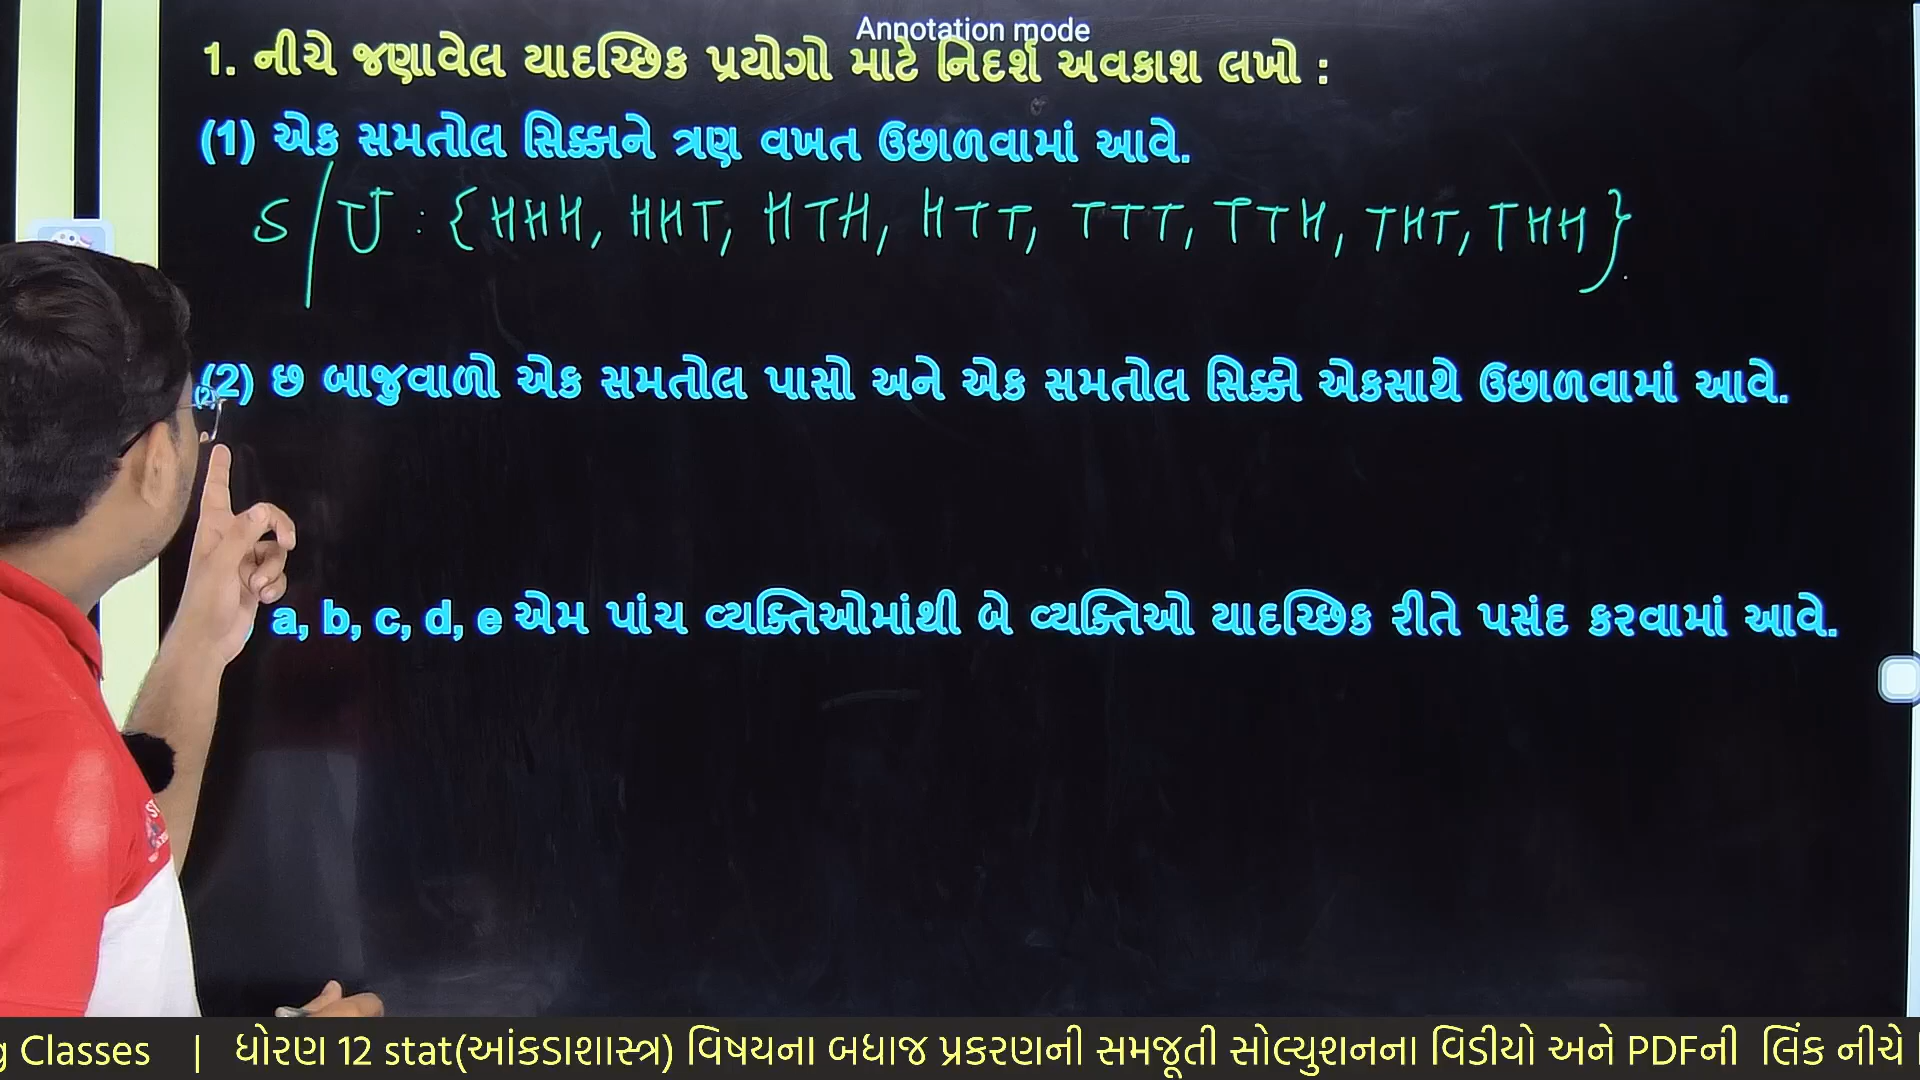 Annotation mode
1. નીચે જણાવેલ યાદચ્છિક પ્રયોગો માટે નિદર્શ અવકાશ લખો :
(1) એક સમતોલ સિક્કાને ત્રણ વખત ઉછાળવામાં આવે.
S / U : {HHH, HHT, HTH, HTT, TTT, TTH, THT, THH}.
(2) છ બાજુવાળો એક સમતોલ પાસો અને એક સમતોલ સિક્કો એકસાથે ઉછાળવામાં આવે.
(2)
a, b, c, d, e એમ પાંચ વ્યક્તિઓમાંથી બે વ્યક્તિઓ યાદચ્છિક રીતે પસંદ કરવામાં આવે.
Classes | ધોરણ 12 stat(આંકડાશાસ્ત્ર) વિષયના બધાજ પ્રકરણની સમજૂતી સોલ્યુશનના વિડીયો અને PDFની લિંક નીચે